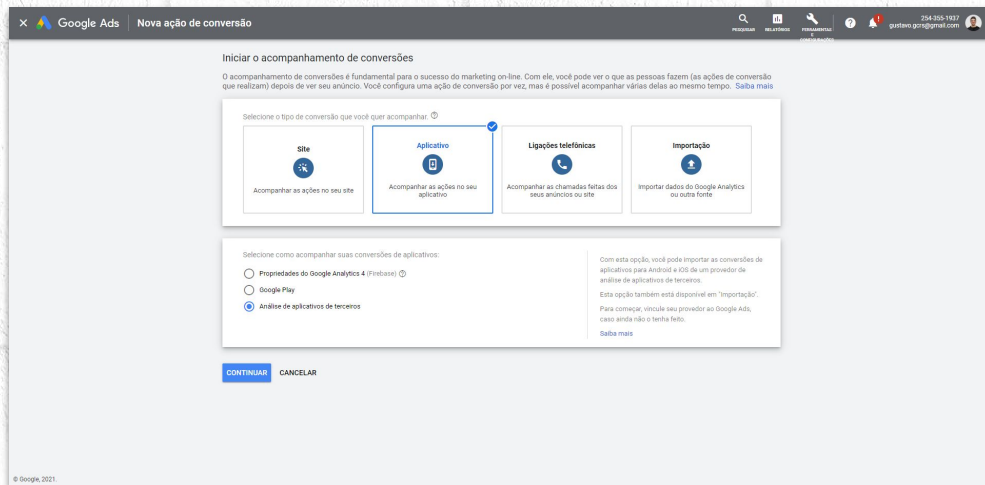 Google Ads
Nova ação de conversão
PESQUISAR
RELATÓRIOS
FERRAMENTAS
E
CONFIGURAÇÕES
254-355-1937
gustavo.gcrs@gmail.com
Iniciar o acompanhamento de conversões
O acompanhamento de conversões é fundamental para o sucesso do marketing on-line. Com ele, você pode ver o que as pessoas fazem (as ações de conversão
que realizam) depois de ver seu anúncio. Você configura uma ação de conversão por vez, mas é possível acompanhar várias delas ao mesmo tempo. Saiba mais
Selecione o tipo de conversão que você quer acompanhar.
Site
Acompanhar as ações no seu site
Aplicativo
Acompanhar as ações no seu
aplicativo
Ligações telefônicas
Acompanhar as chamadas feitas dos
seus anúncios ou site
Importação
Importar dados do Google Analytics
ou outra fonte
Selecione como acompanhar suas conversões de aplicativos:
Propriedades do Google Analytics 4 (Firebase)
Google Play
Análise de aplicativos de terceiros
Com esta opção, você pode importar as conversões de
aplicativos para Android e iOS de um provedor de
análise de aplicativos de terceiros.
Esta opção também está disponível em "Importação".
Para começar, vincule seu provedor ao Google Ads,
caso ainda não o tenha feito.
Saiba mais
CONTINUAR
CANCELAR
© Google, 2021.